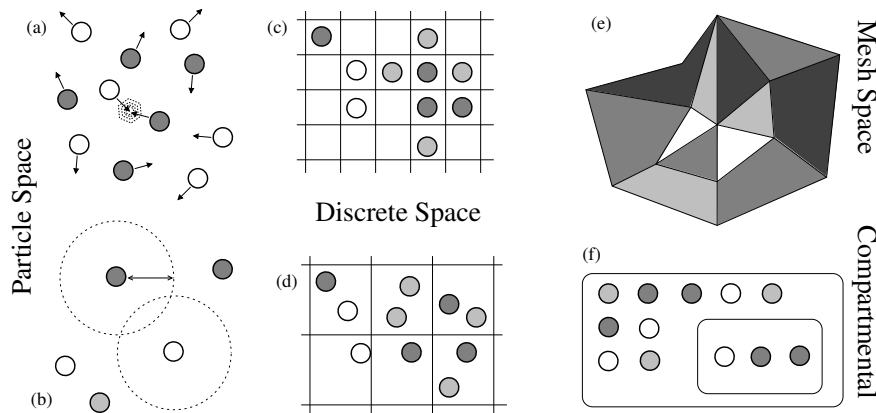 (a)
(c)
(e)
Mesh Space
Particle Space
Discrete Space
(b)
(d)
(f)
Compartmental